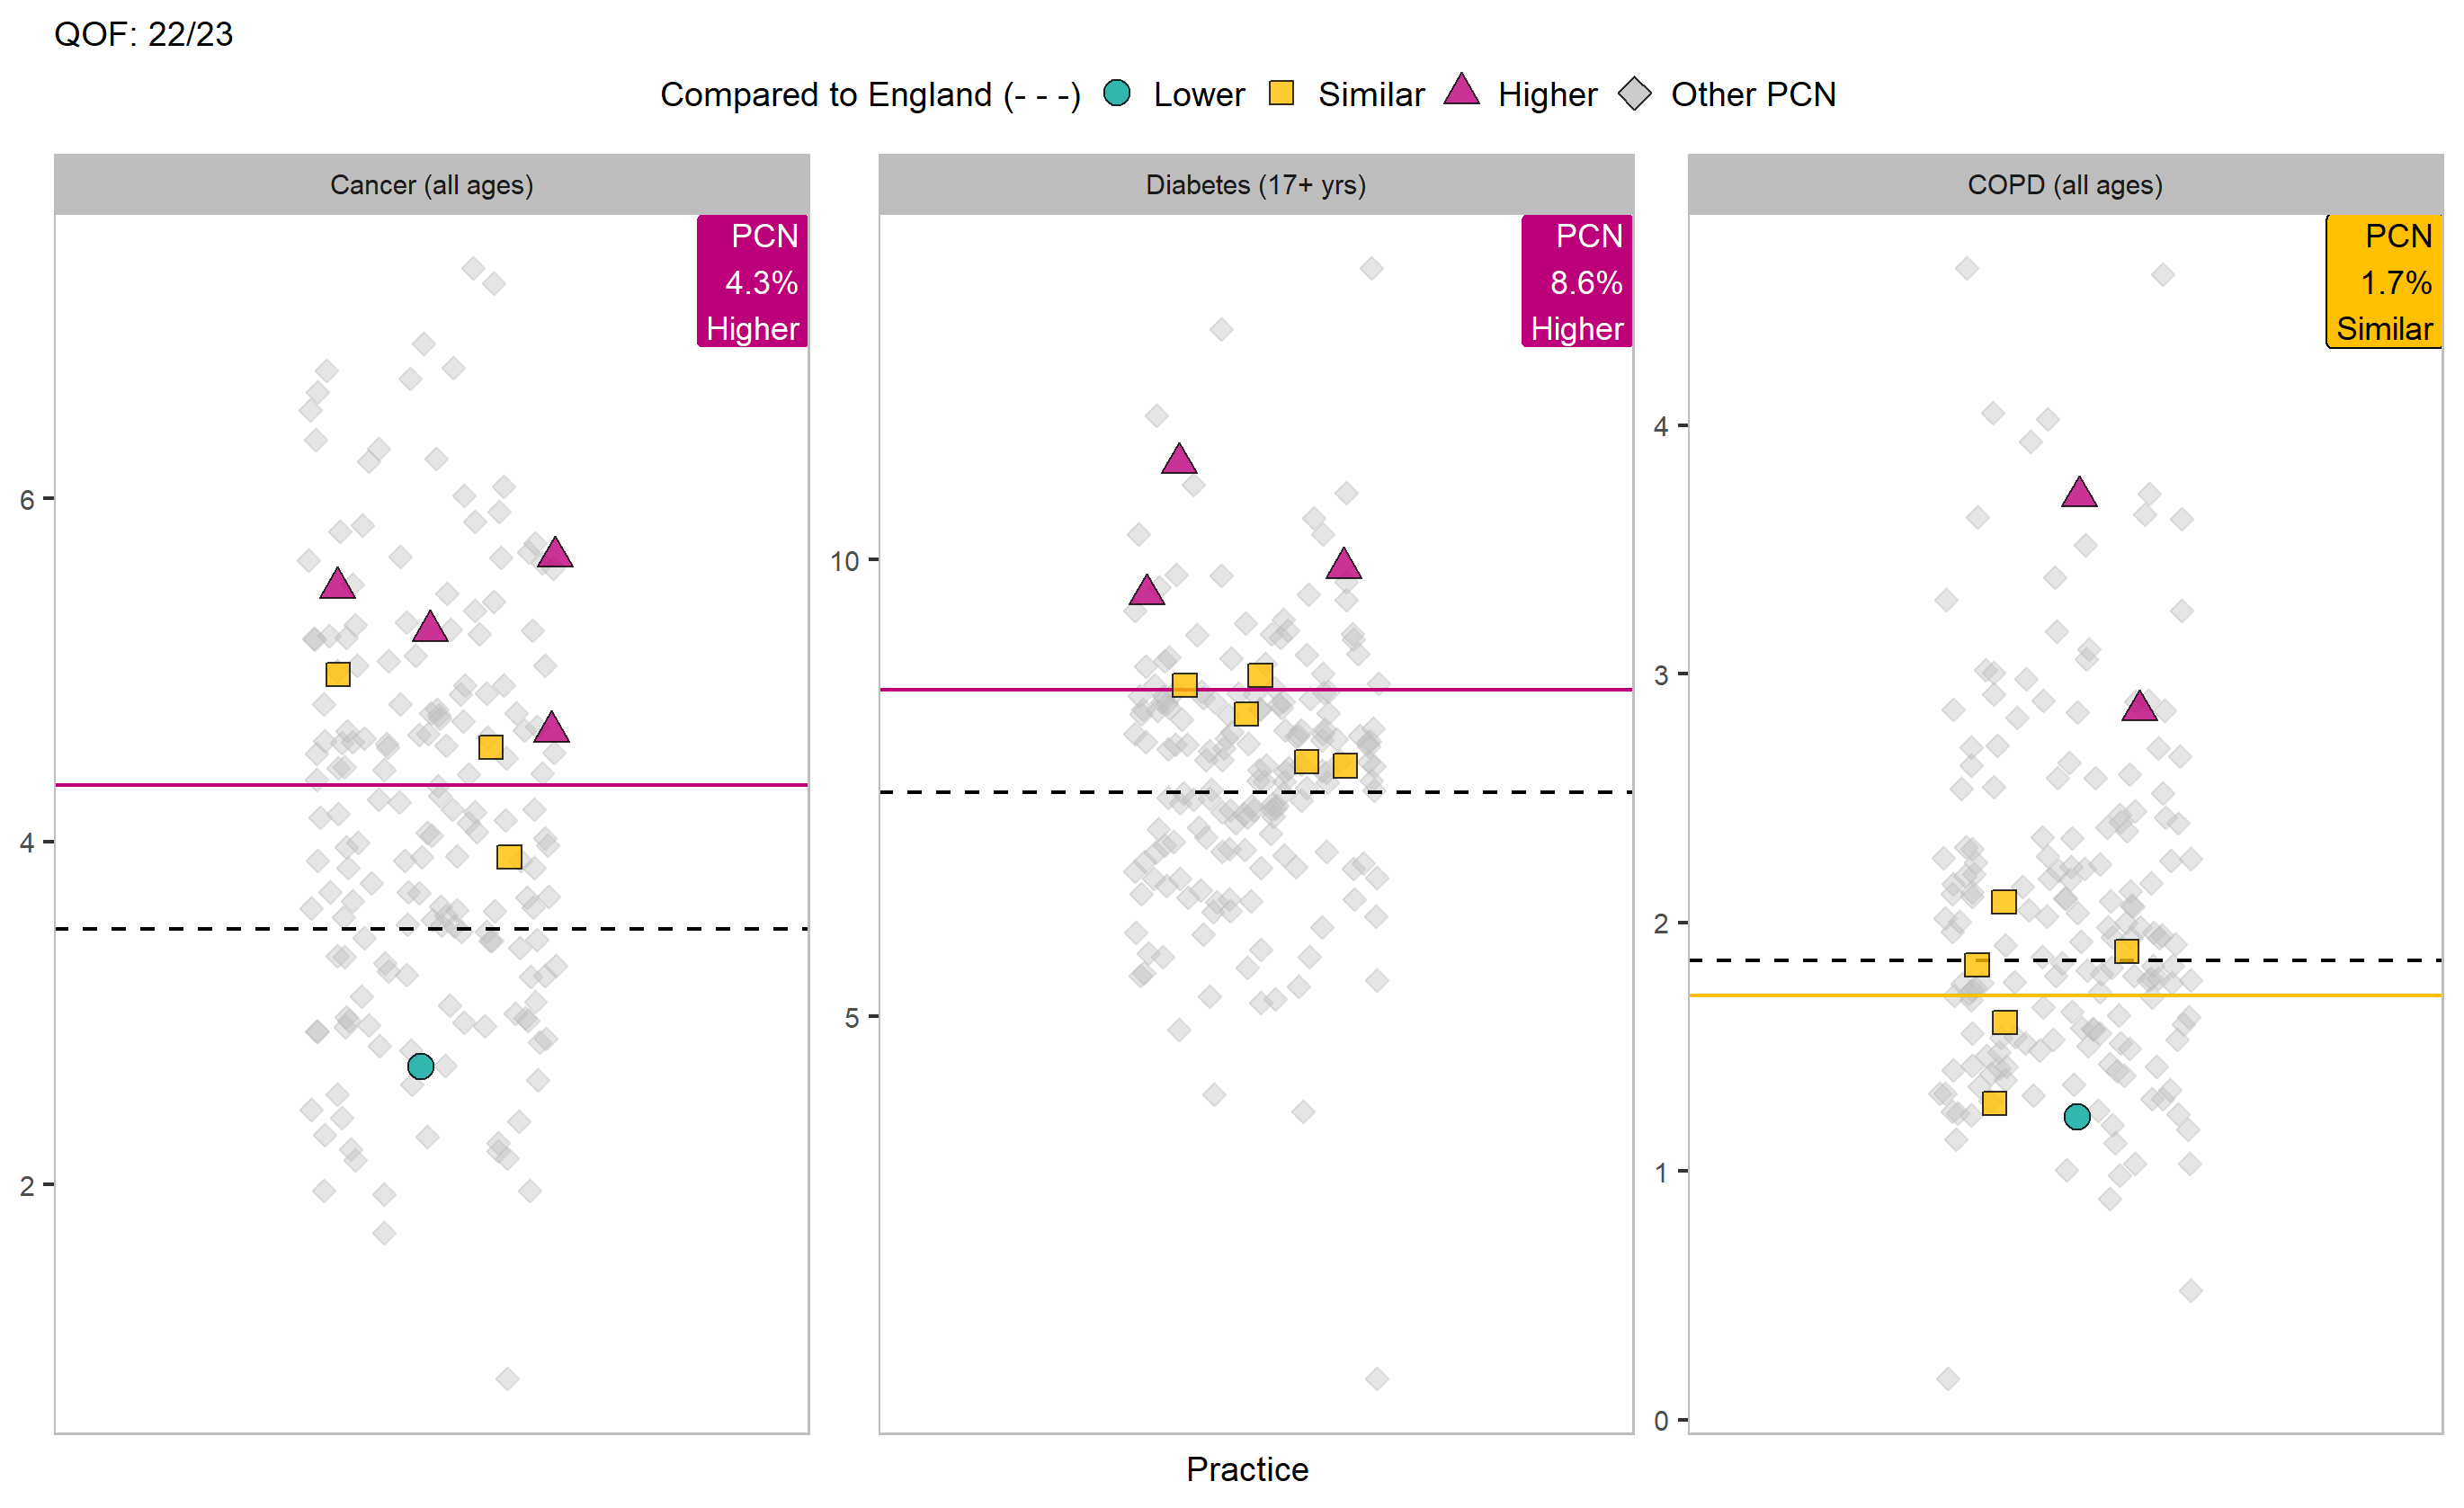 QOF: 22/23
Compared to England (- - -) Lower Similar Higher Other PCN
Cancer (all ages)
PCN
4.3%
Higher
6
4
2
Diabetes (17+ yrs)
PCN
8.6%
Higher
10
5
COPD (all ages)
PCN
1.7%
Similar
4
3
2
1
0
Practice